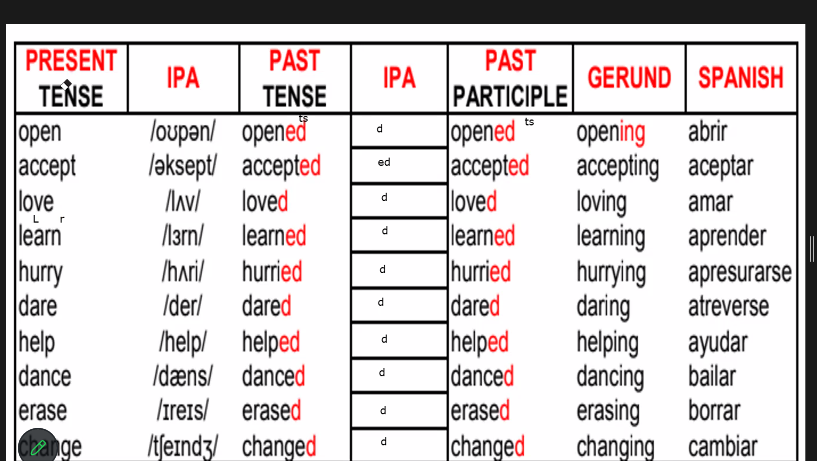 PRESENT TENSE IPA PAST TENSE IPA PAST PARTICIPLE GERUND SPANISH
ts
ts
open /oʊpən/ opened d opened opening abrir
accept /əksept/ accepted ed accepted accepting aceptar
love /lʌv/ loved d loved loving amar
L r
learn /lɜrn/ learned d learned learning aprender
hurry /hʌri/ hurried d hurried hurrying apresurarse
dare /der/ dared d dared daring atreverse
help /help/ helped d helped helping ayudar
dance /dæns/ danced d danced dancing bailar
erase /ɪreɪs/ erased d erased erasing borrar
change /tʃeɪndʒ/ changed d changed changing cambiar